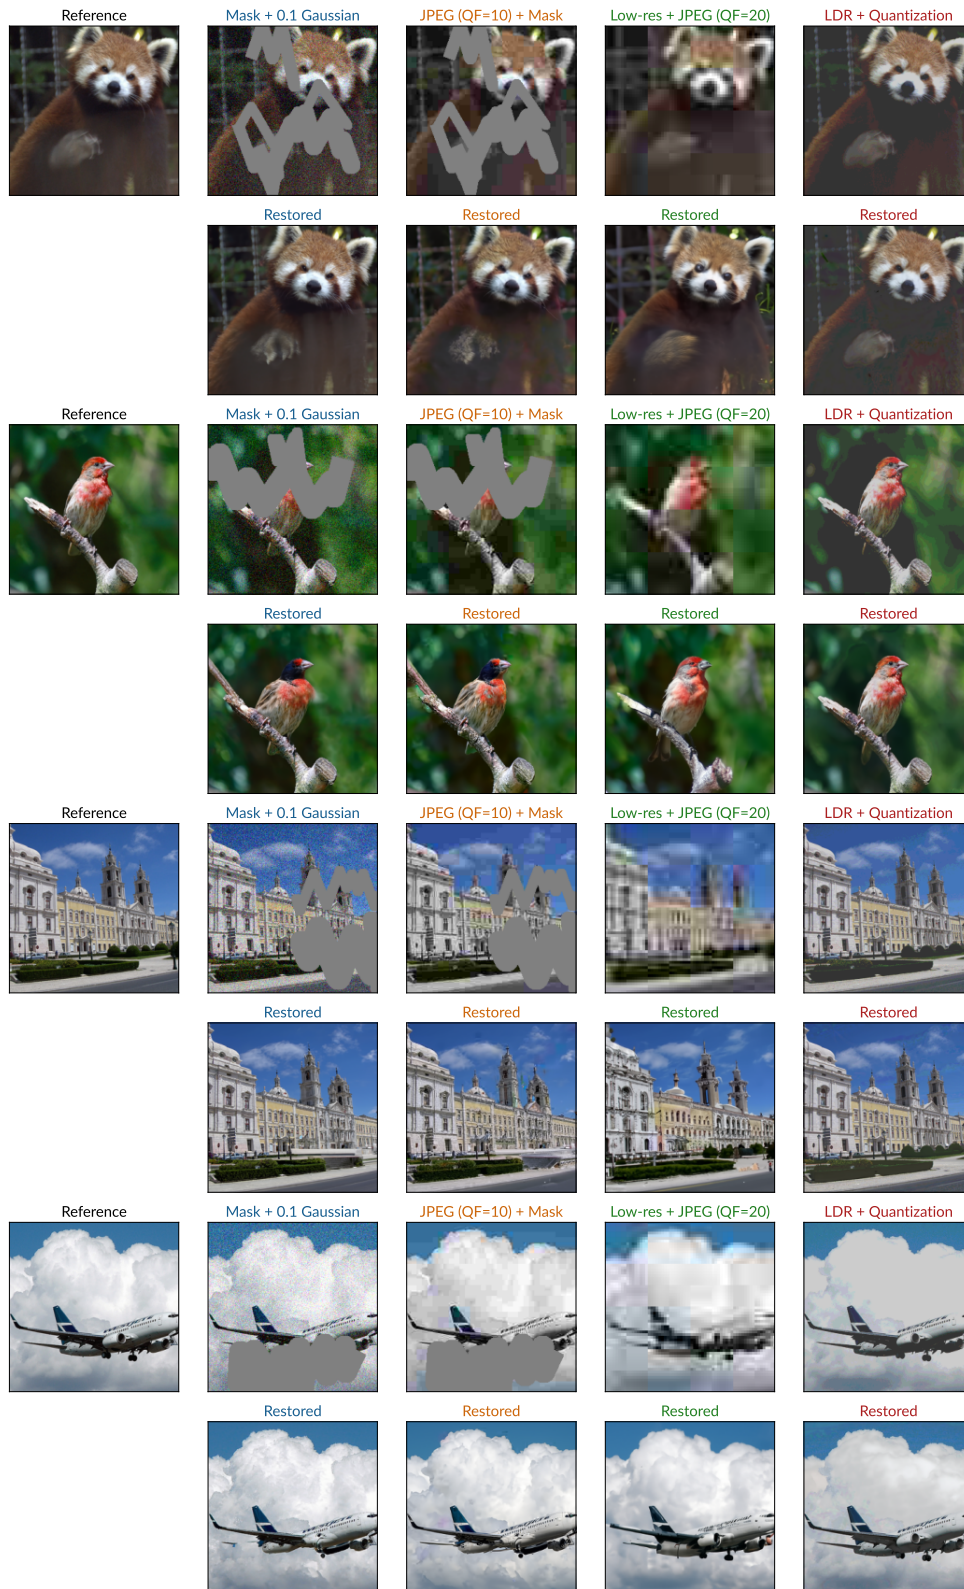 Reference Mask + 0.1 Gaussian JPEG (QF=10) + Mask Low-res + JPEG (QF=20) LDR + Quantization
Restored Restored Restored Restored
Reference Mask + 0.1 Gaussian JPEG (QF=10) + Mask Low-res + JPEG (QF=20) LDR + Quantization
Restored Restored Restored Restored
Reference Mask + 0.1 Gaussian JPEG (QF=10) + Mask Low-res + JPEG (QF=20) LDR + Quantization
Restored Restored Restored Restored
Reference Mask + 0.1 Gaussian JPEG (QF=10) + Mask Low-res + JPEG (QF=20) LDR + Quantization
Restored Restored Restored Restored